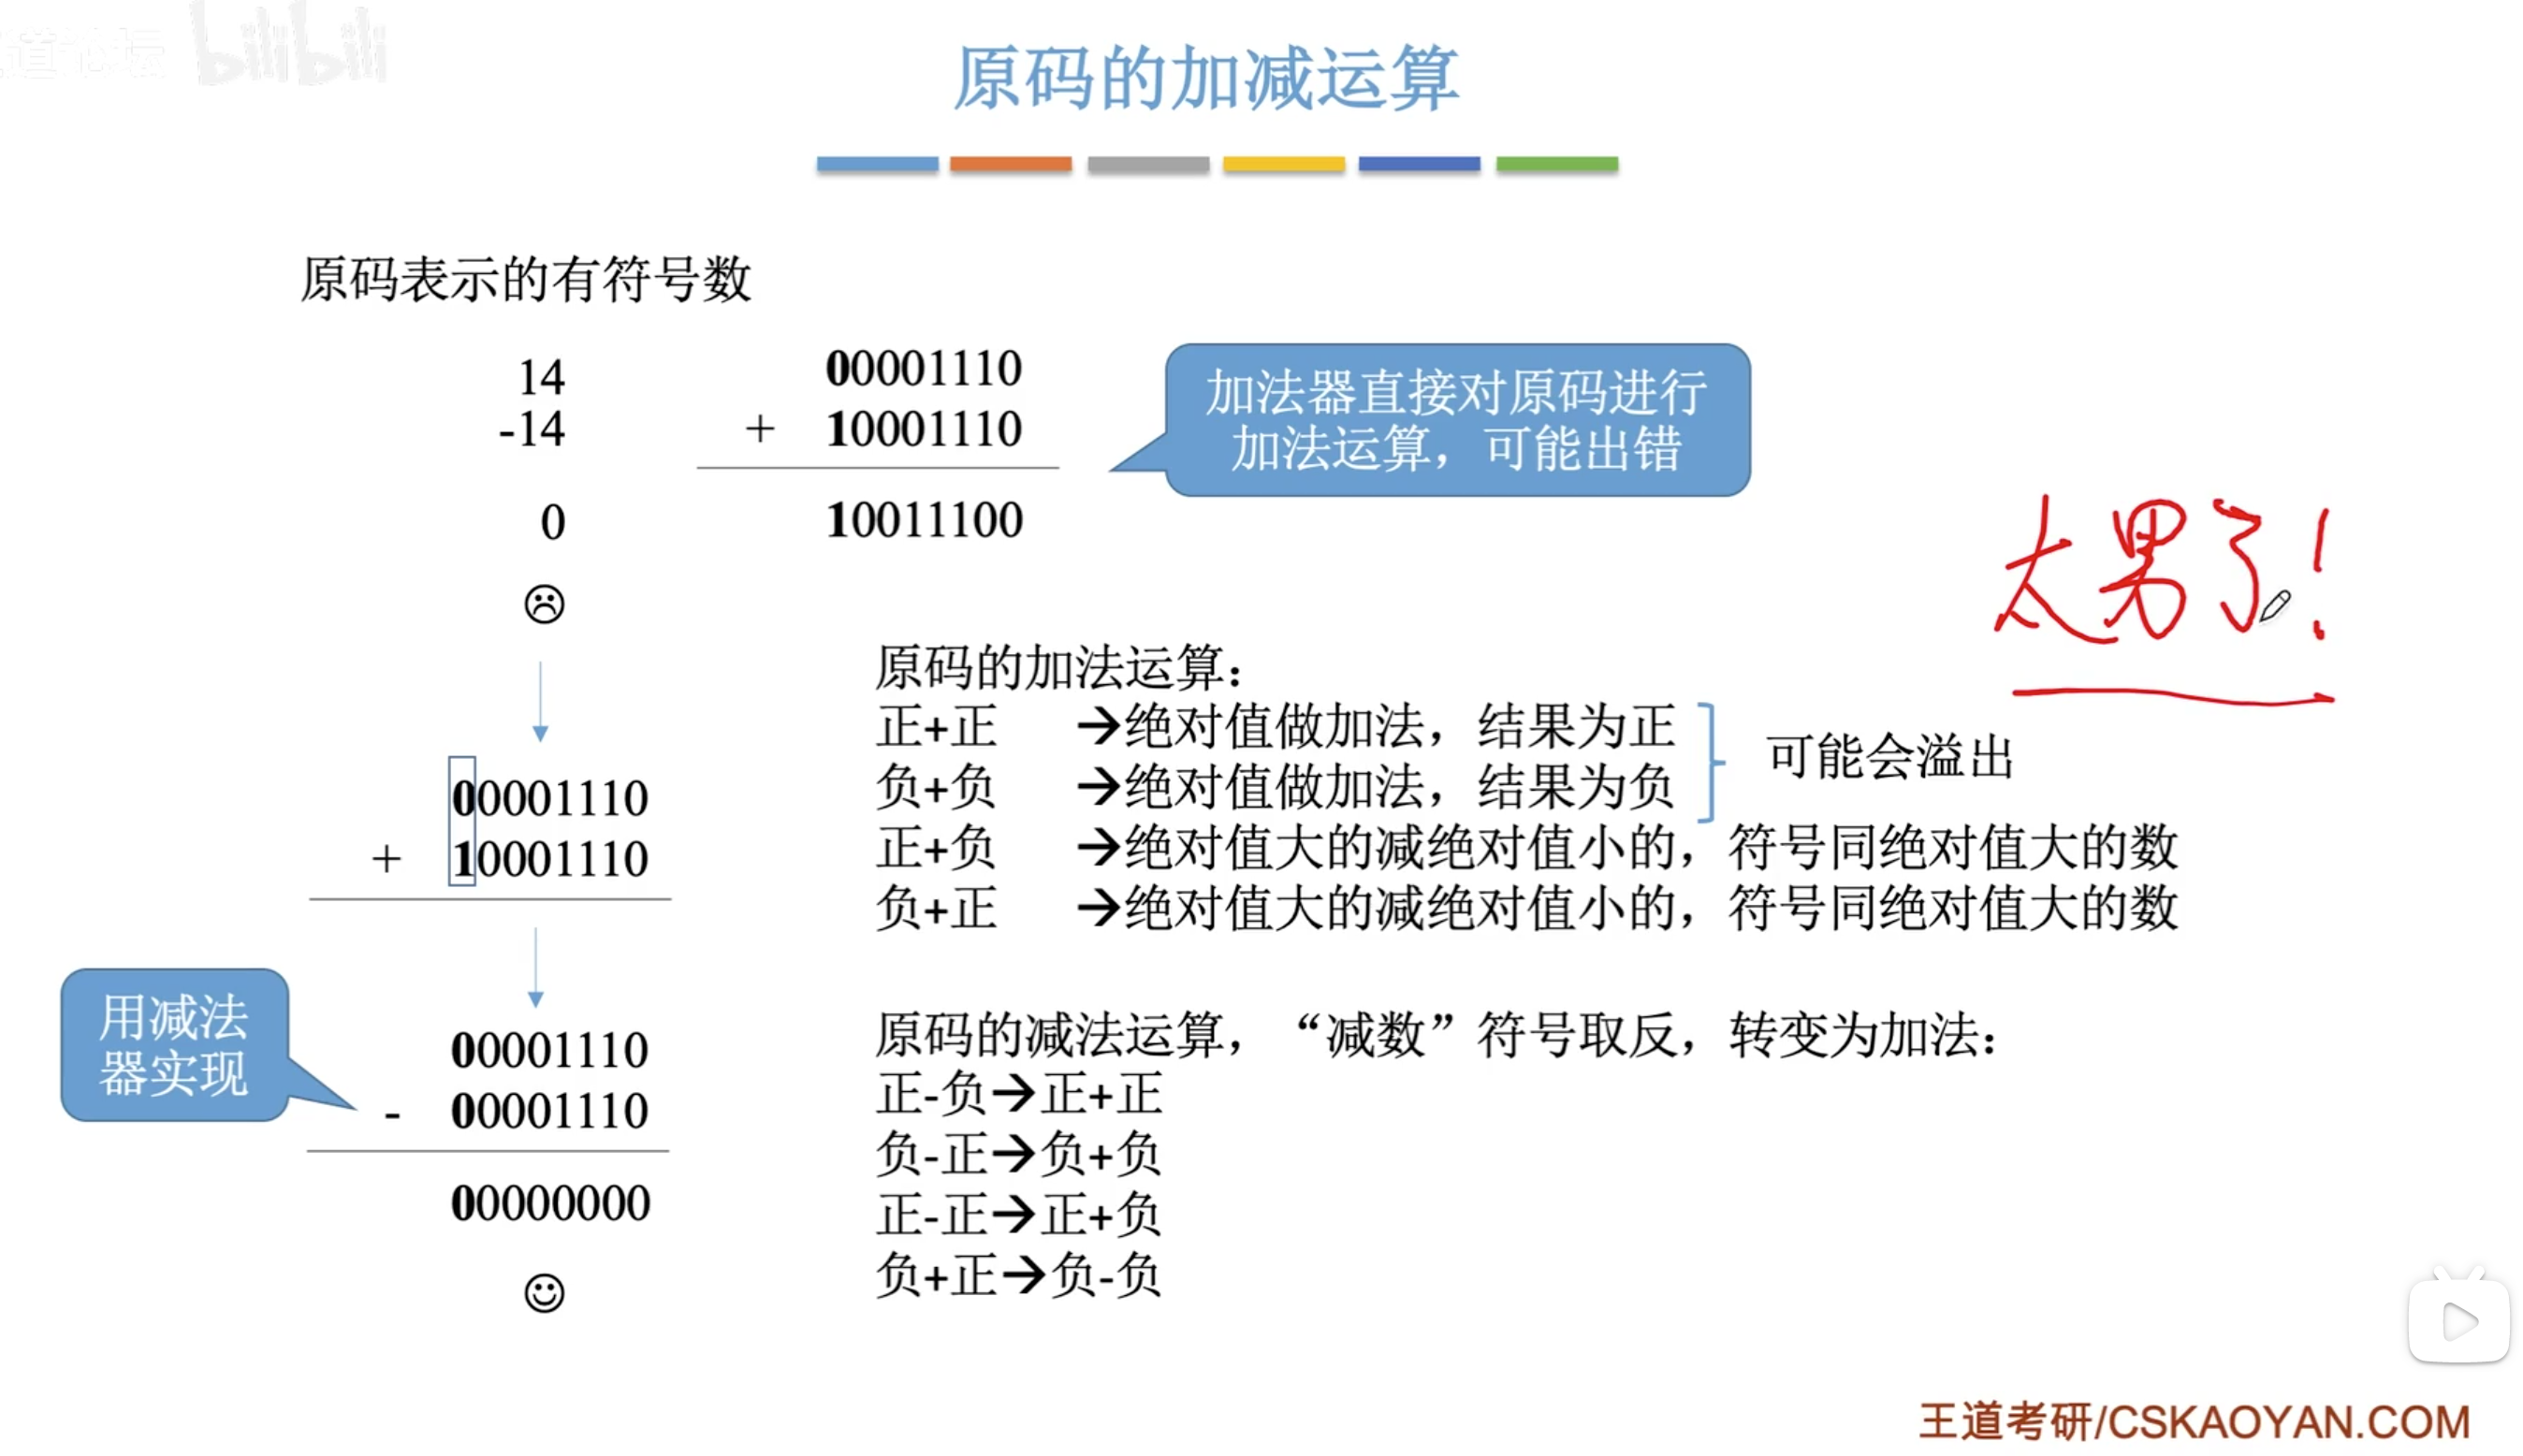 bilibili
原码的加减运算
原码表示的有符号数
14
-14
0
00001110
+ 10001110
10011100
加法器直接对原码进行
加法运算，可能出错
太男了！
00001110
+ 10001110
用减法
器实现
00001110
- 00001110
00000000
原码的加法运算：
正+正 →绝对值做加法，结果为正
负+负 →绝对值做加法，结果为负
可能会溢出
正+负 →绝对值大的减绝对值小的，符号同绝对值大的数
负+正 →绝对值大的减绝对值小的，符号同绝对值大的数
原码的减法运算，“减数”符号取反，转变为加法：
正-负→正+正
负-正→负+负
正-正→正+负
负+正→负-负
王道考研/CSKAOYAN.COM